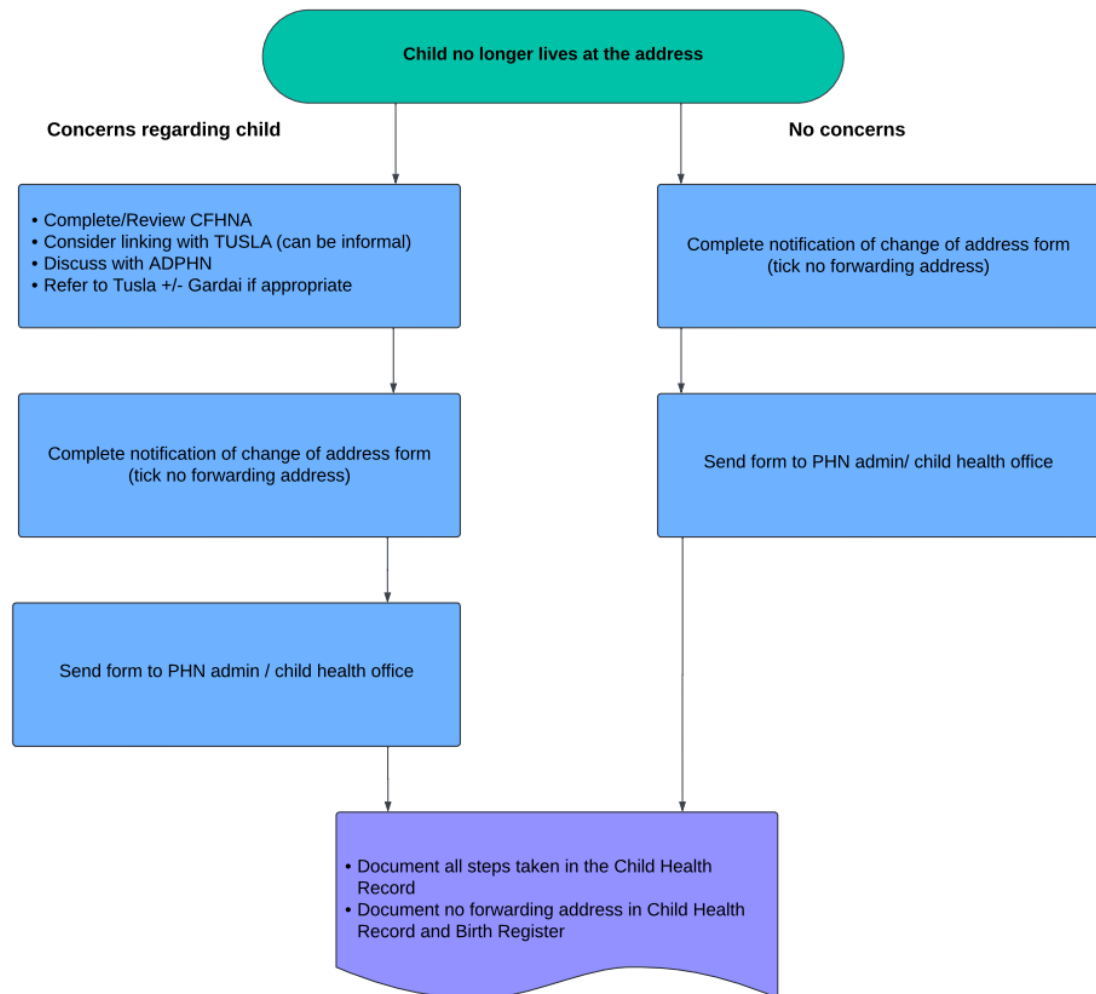 Child no longer lives at the address
Concerns regarding child
No concerns
• Complete/Review CFHNA
• Consider linking with TUSLA (can be informal)
• Discuss with ADPHN
• Refer to Tusla +/- Gardai if appropriate
Complete notification of change of address form
(tick no forwarding address)
Complete notification of change of address form
(tick no forwarding address)
Send form to PHN admin/ child health office
Send form to PHN admin / child health office
• Document all steps taken in the Child Health
Record
• Document no forwarding address in Child Health
Record and Birth Register